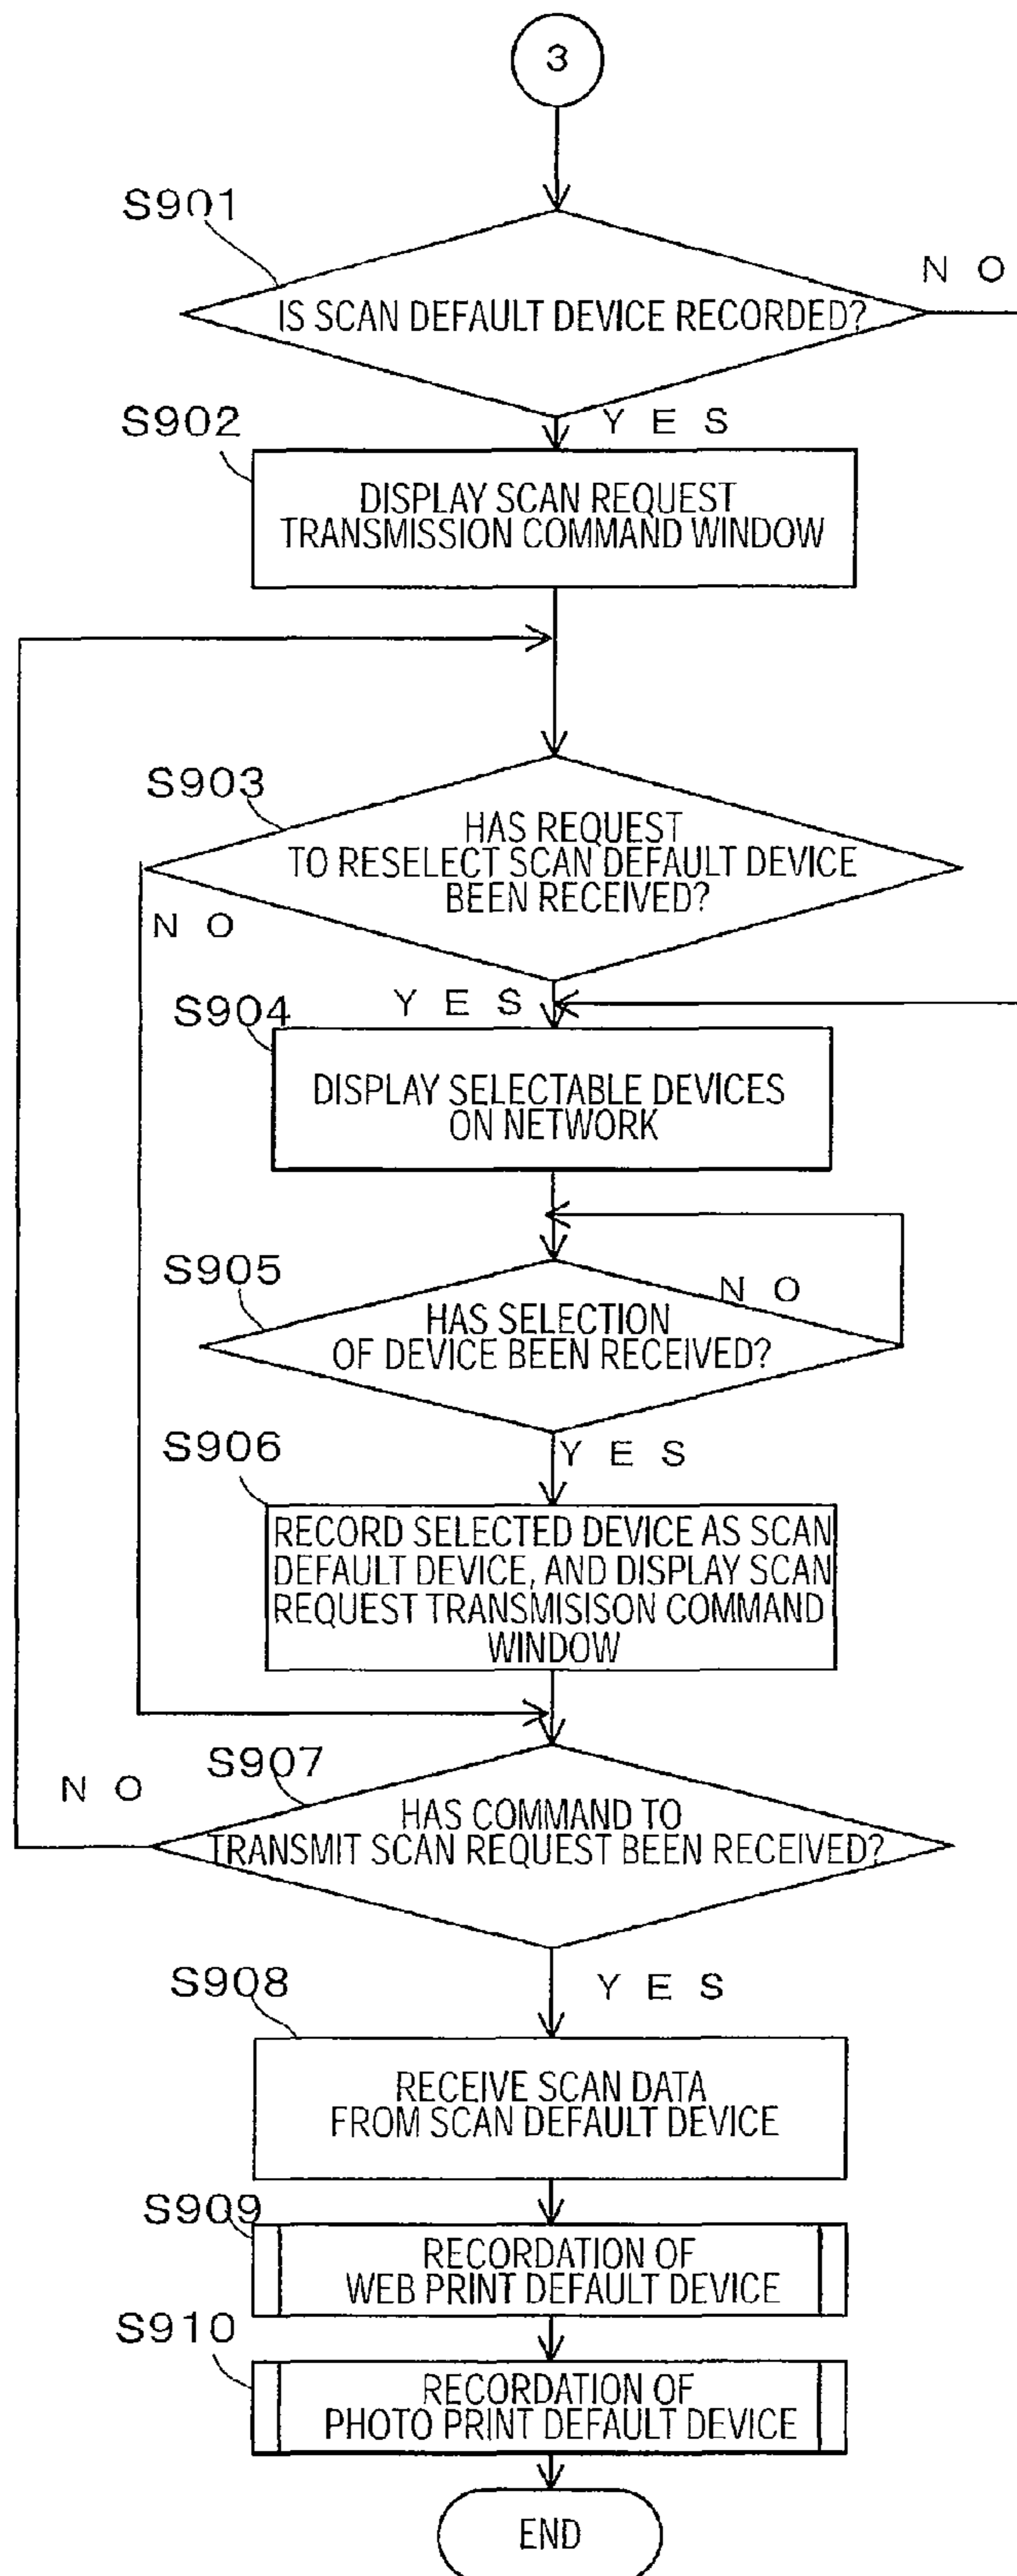 3
S901
N O
IS SCAN DEFAULT DEVICE RECORDED?
Y E S
S902
DISPLAY SCAN REQUEST
TRANSMISSION COMMAND WINDOW
S903
HAS REQUEST
TO RESELECT SCAN DEFAULT DEVICE
BEEN RECEIVED?
N O
Y E S
S904
DISPLAY SELECTABLE DEVICES
ON NETWORK
S905
N O
HAS SELECTION
OF DEVICE BEEN RECEIVED?
Y E S
S906
RECORD SELECTED DEVICE AS SCAN
DEFAULT DEVICE, AND DISPLAY SCAN
REQUEST TRANSMISISON COMMAND
WINDOW
S907
N O
HAS COMMAND TO
TRANSMIT SCAN REQUEST BEEN RECEIVED?
Y E S
S908
RECEIVE SCAN DATA
FROM SCAN DEFAULT DEVICE
S909
RECORDATION OF
WEB PRINT DEFAULT DEVICE
S910
RECORDATION OF
PHOTO PRINT DEFAULT DEVICE
END